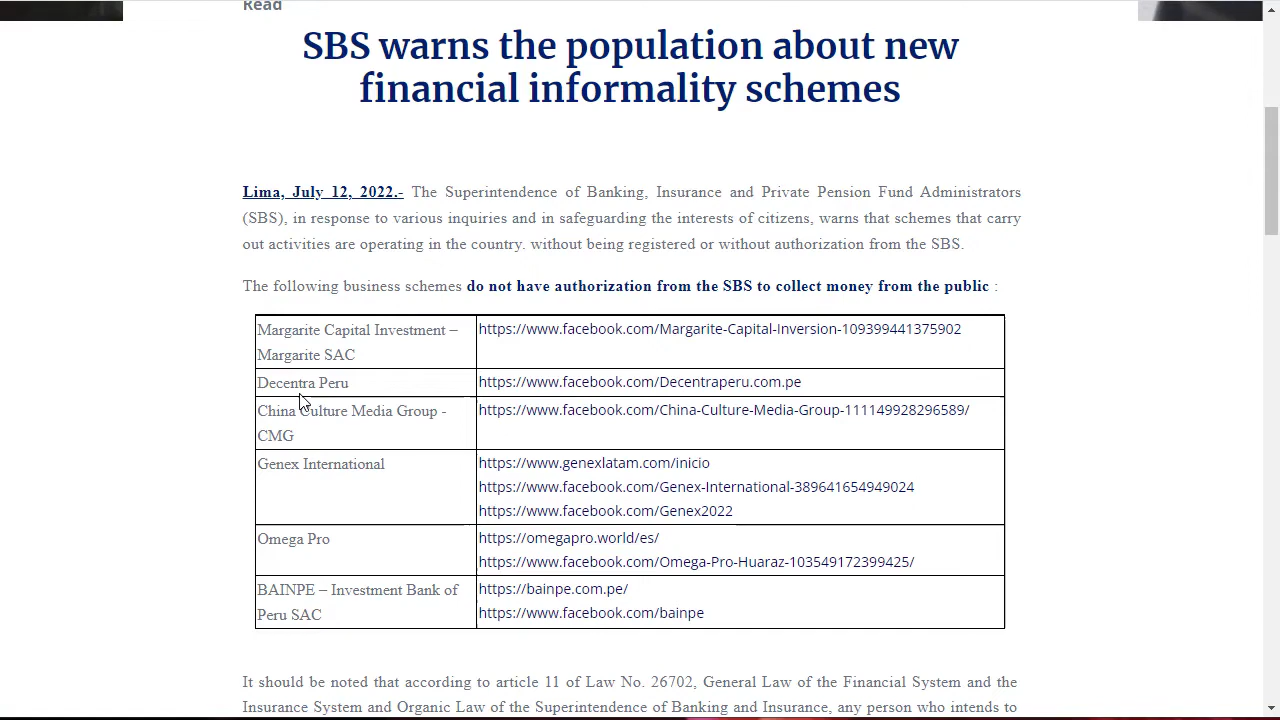 Read
SBS warns the population about new
financial informality schemes
Lima, July 12, 2022.- The Superintendence of Banking, Insurance and Private Pension Fund Administrators
(SBS), in response to various inquiries and in safeguarding the interests of citizens, warns that schemes that carry
out activities are operating in the country. without being registered or without authorization from the SBS.
The following business schemes do not have authorization from the SBS to collect money from the public :
Margarite Capital Investment –
Margarite SAC
https://www.facebook.com/Margarite-Capital-Inversion-109399441375902
Decentra Peru
https://www.facebook.com/Decentraperu.com.pe
China Culture Media Group -
CMG
https://www.facebook.com/China-Culture-Media-Group-111149928296589/
Genex International
https://www.genexlatam.com/inicio
https://www.facebook.com/Genex-International-389641654949024
https://www.facebook.com/Genex2022
Omega Pro
https://omegapro.world/es/
https://www.facebook.com/Omega-Pro-Huaraz-103549172399425/
BAINPE – Investment Bank of
Peru SAC
https://bainpe.com.pe/
https://www.facebook.com/bainpe
It should be noted that according to article 11 of Law No. 26702, General Law of the Financial System and the
Insurance System and Organic Law of the Superintendence of Banking and Insurance, any person who intends to